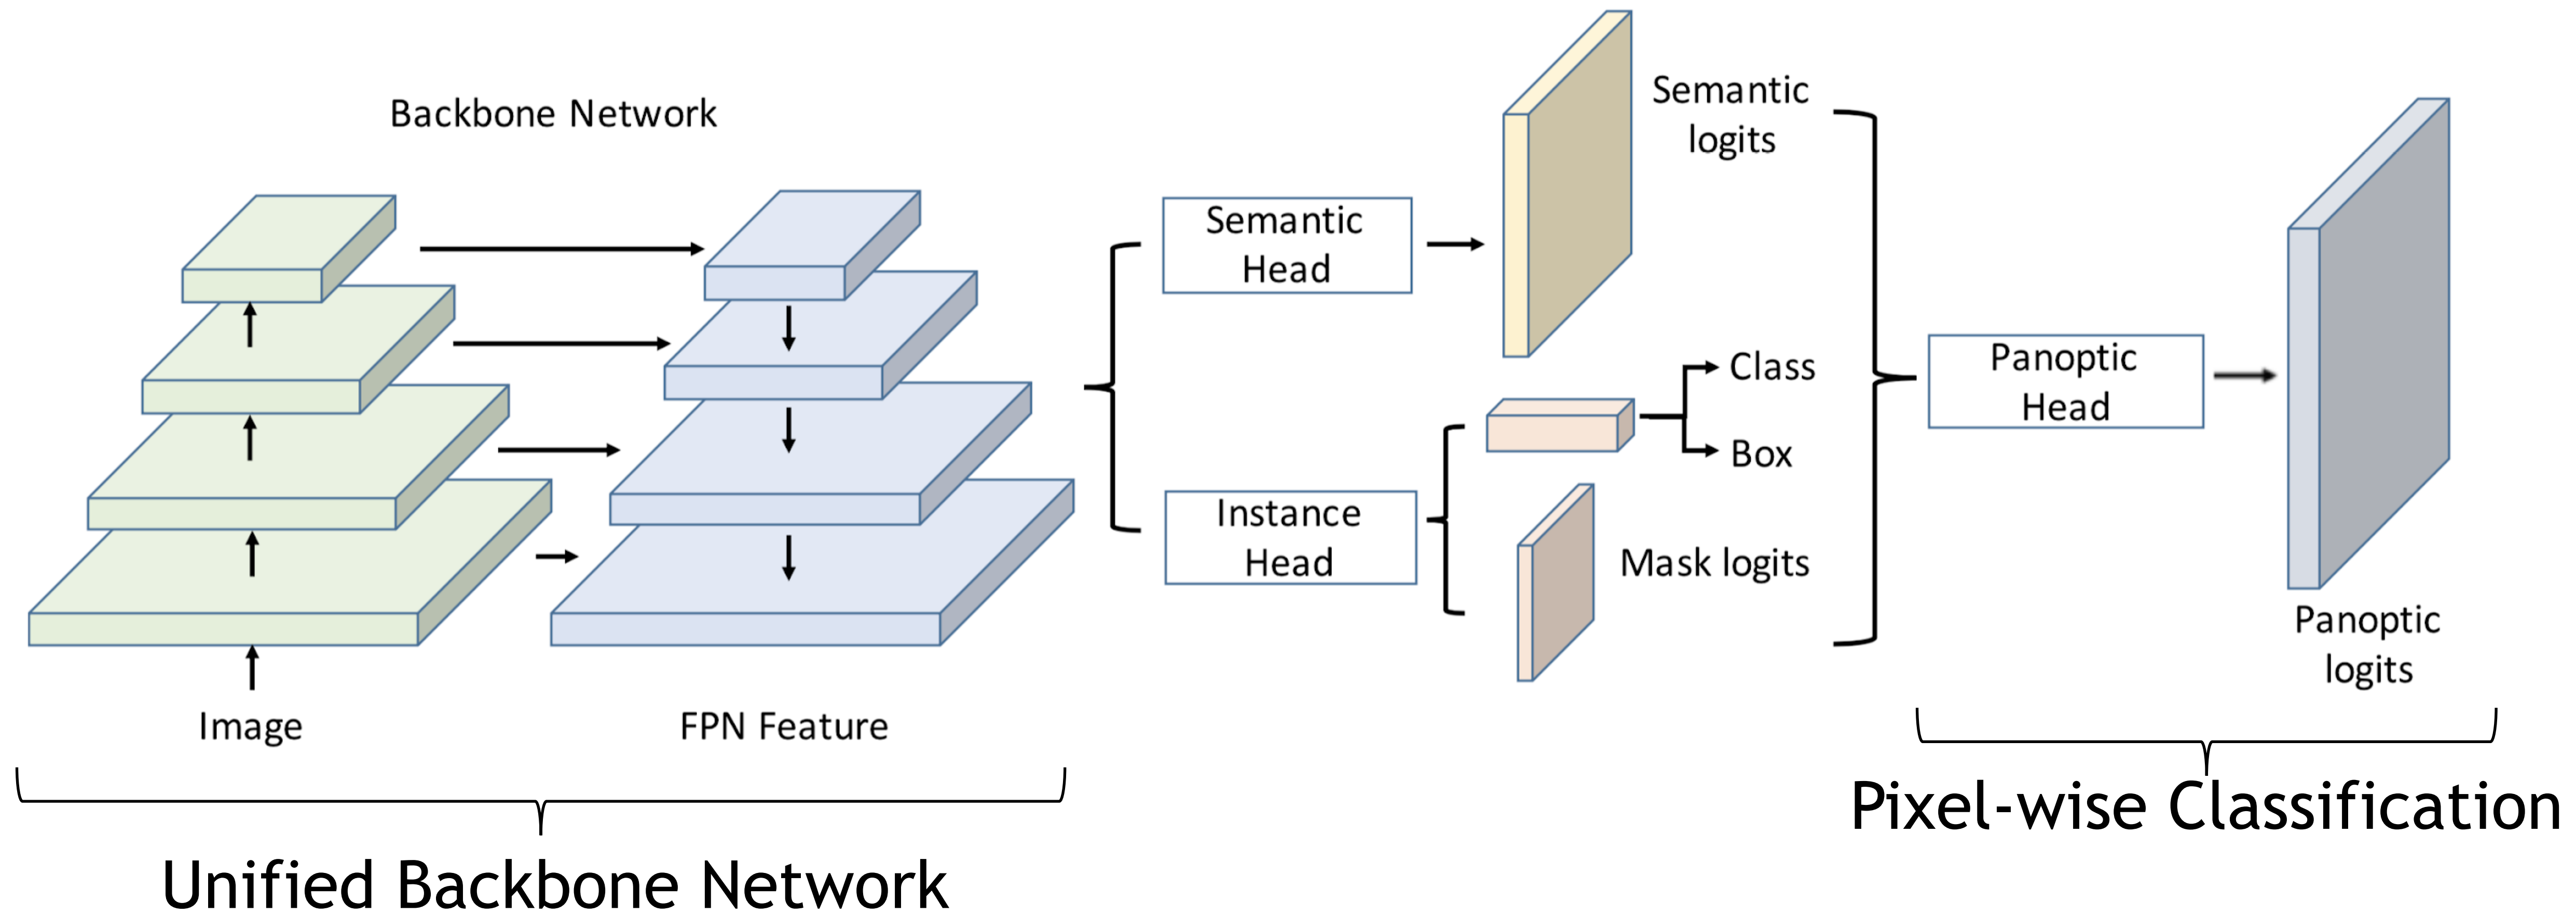 Backbone Network
Image
FPN Feature
Unified Backbone Network
Semantic
Head
Instance
Head
Semantic
logits
Class
Box
Mask logits
Panoptic
Head
Panoptic
logits
Pixel-wise Classification